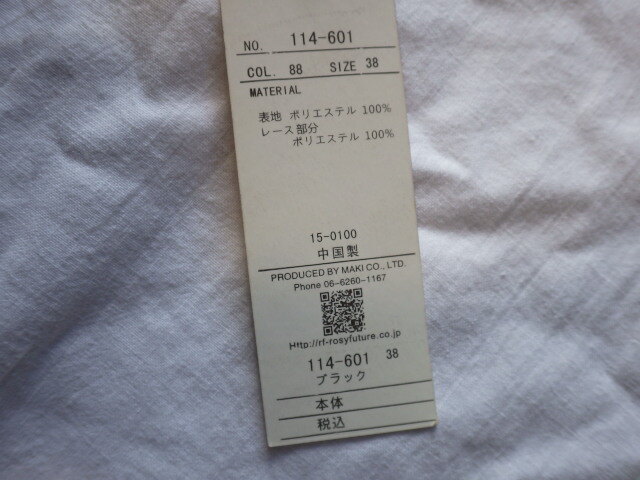 NO. 114-601
COL. 88 SIZE 38
MATERIAL
表地 ポリエステル 100%
レース部分
ポリエステル 100%
15-0100
中国製
PRODUCED BY MAKI CO., LTD.
Phone 06-6260-1167
Http://rf-rosyfuture.co.jp
114-601 38
ブラック
本体
税込